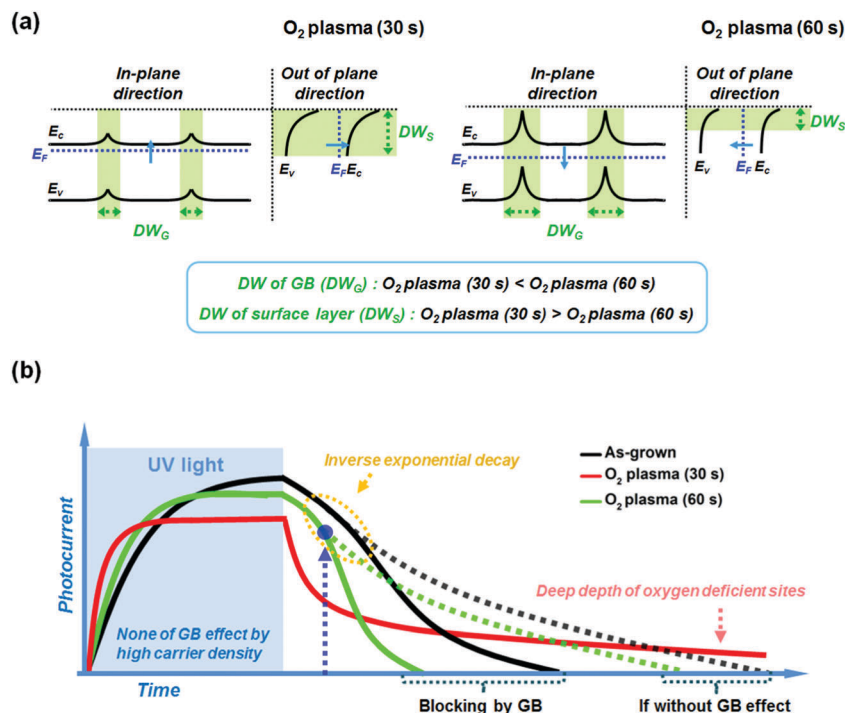 (a)
O2 plasma (30 s)
O2 plasma (60 s)
In-plane
direction
Out of plane
direction
In-plane
direction
Out of plane
direction
Ec
EF
Ev
DWG
Ev
EF Ec
DWS
Ec
EF
Ev
DWG
Ev
EF Ec
DWS
DW of GB (DWG) : O2 plasma (30 s) < O2 plasma (60 s)
DW of surface layer (DWS) : O2 plasma (30 s) > O2 plasma (60 s)
(b)
Photocurrent
UV light
Inverse exponential decay
As-grown
O2 plasma (30 s)
O2 plasma (60 s)
Deep depth of oxygen deficient sites
None of GB effect by
high carrier density
Time
Blocking by GB
If without GB effect